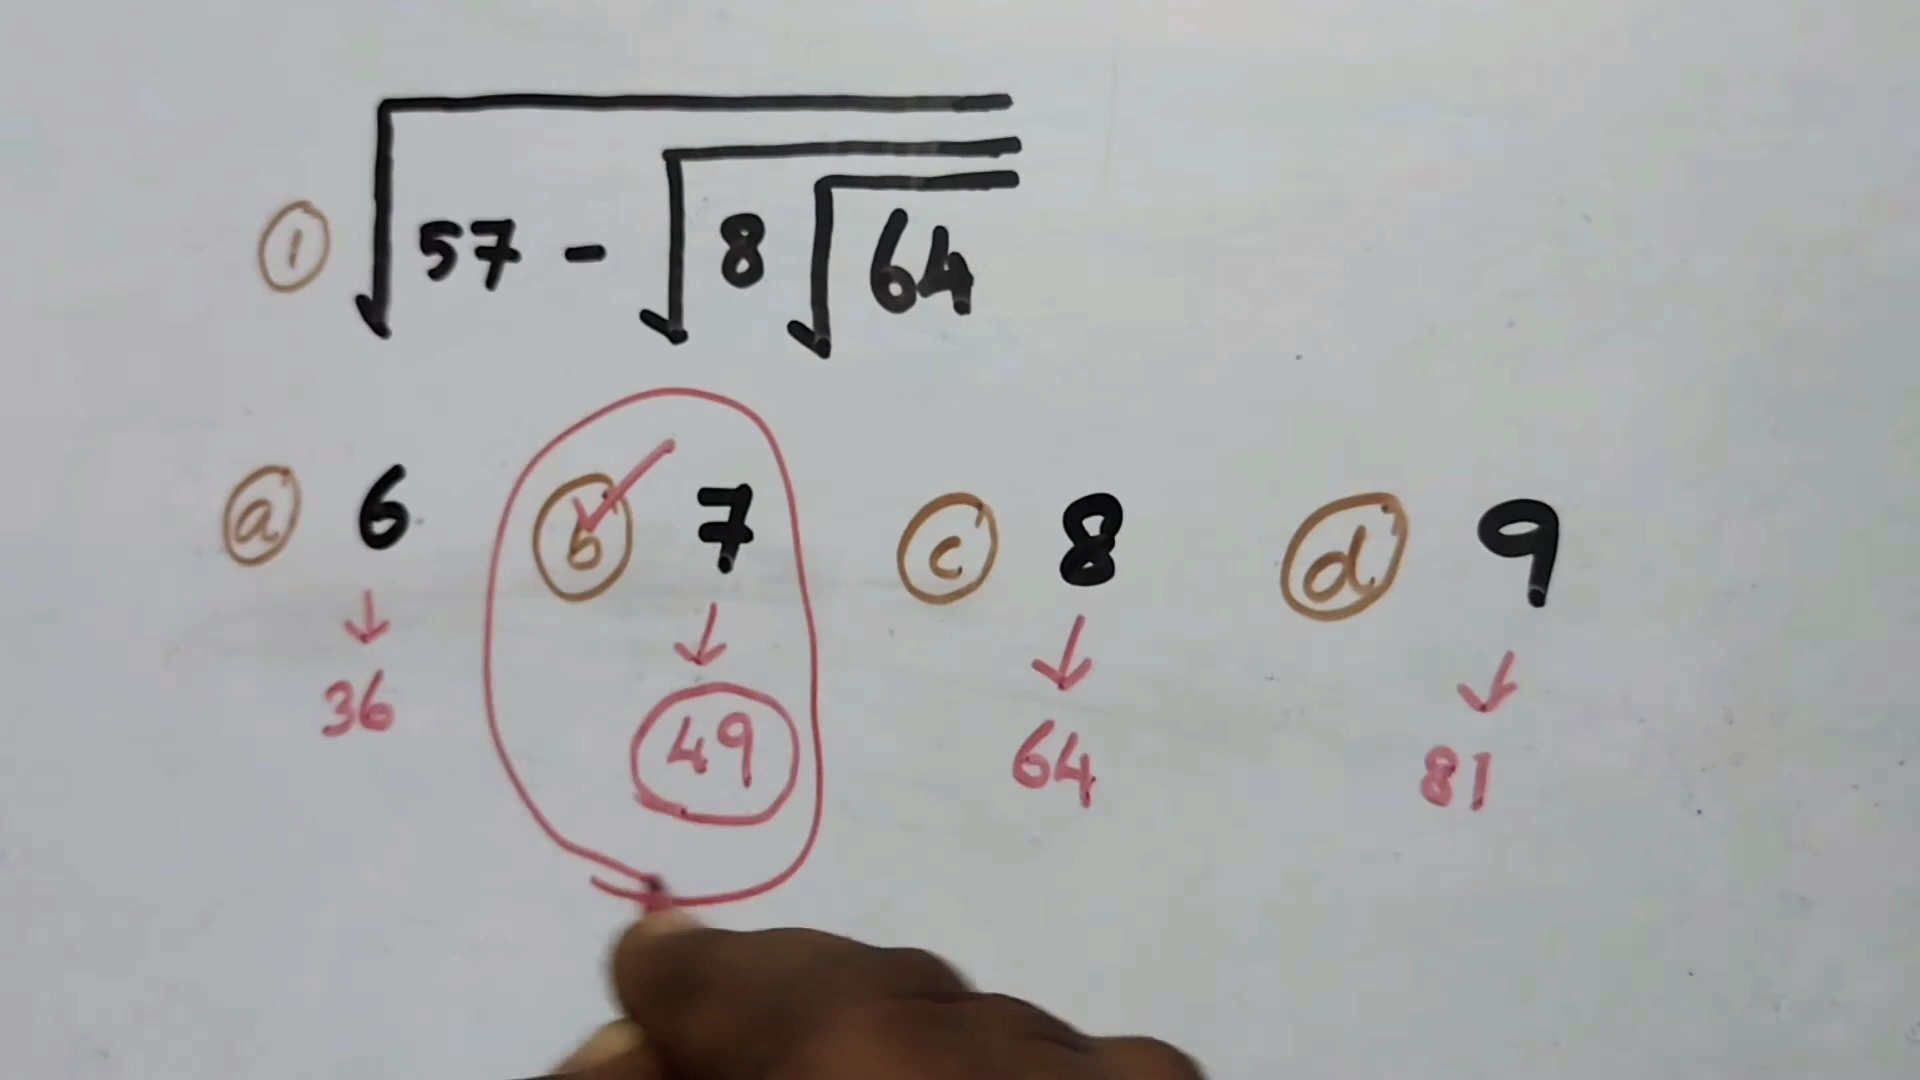 ① √57 - √8√64
ⓐ 6 ⓑ 7 ⓒ 8 ⓓ 9
↓ ↓ ↓ ↓
36 49 64 81